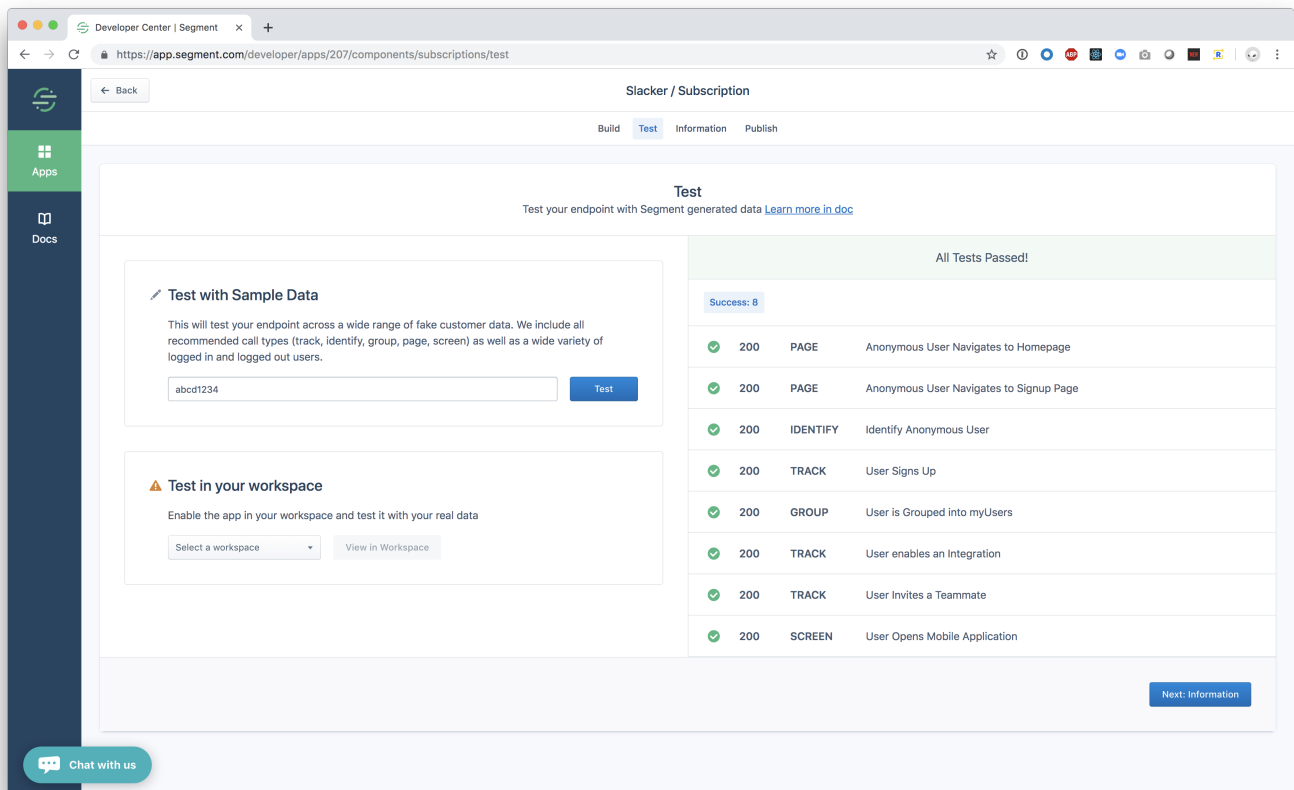 Developer Center | Segment
https://app.segment.com/developer/apps/207/components/subscriptions/test
ABP
Back
Slacker / Subscription
Build Test Information Publish
Apps
Docs
Test
Test your endpoint with Segment generated data Learn more in doc
Test with Sample Data
This will test your endpoint across a wide range of fake customer data. We include all
recommended call types (track, identify, group, page, screen) as well as a wide variety of
logged in and logged out users.
abcd1234
Test
Test in your workspace
Enable the app in your workspace and test it with your real data
Select a workspace
View in Workspace
All Tests Passed!
Success: 8
200 PAGE Anonymous User Navigates to Homepage
200 PAGE Anonymous User Navigates to Signup Page
200 IDENTIFY Identify Anonymous User
200 TRACK User Signs Up
200 GROUP User is Grouped into myUsers
200 TRACK User enables an Integration
200 TRACK User Invites a Teammate
200 SCREEN User Opens Mobile Application
Next: Information
Chat with us